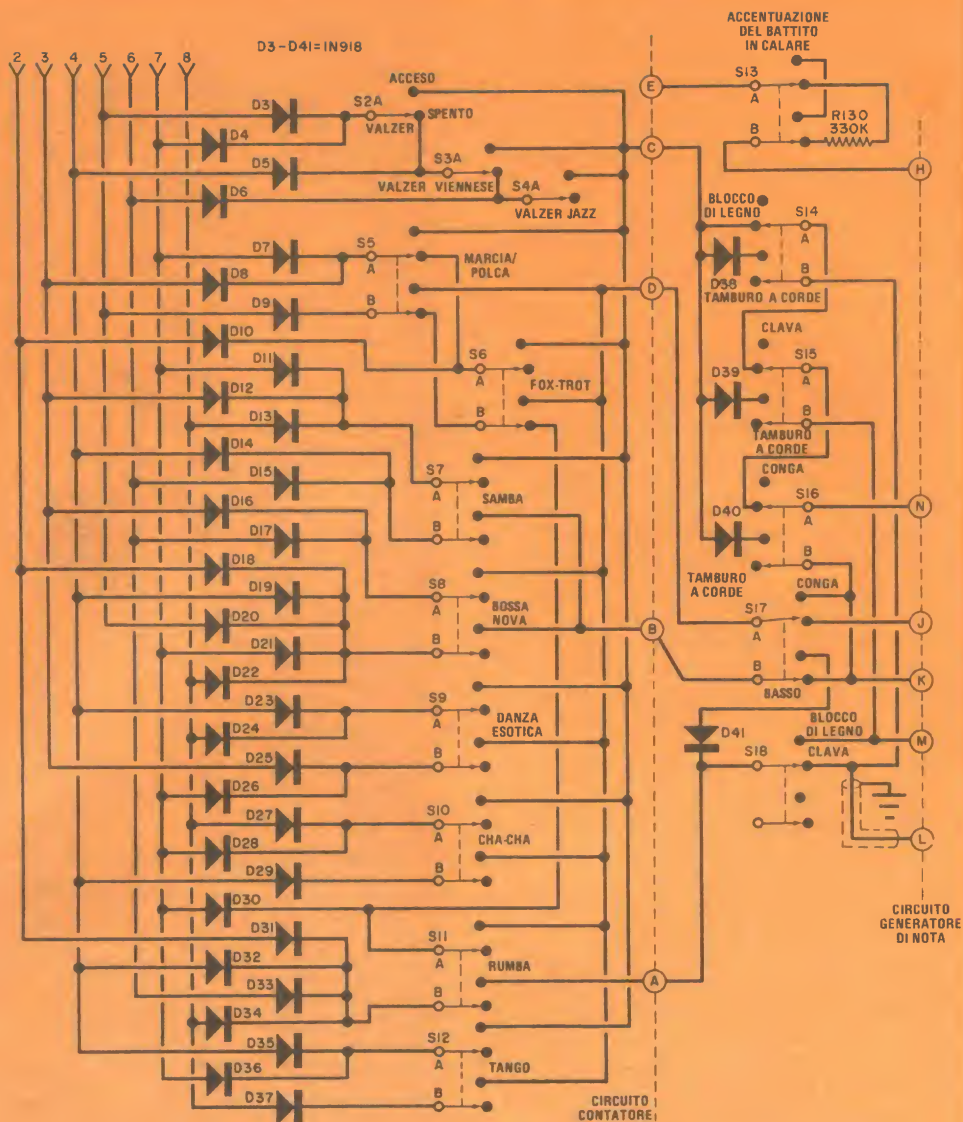 ACCENTUAZIONE
DEL BATTITO
IN CALARE
D3-D41=1N918
2 3 4 5 6 7 8
ACCESO
E
S13
A
D3
S2A
SPENTO
VALZER
R130
330K
D4
B
D5
C
S3A
H
VALZER VIENNESE
D6
S4A
VALZER JAZZ
BLOCCO
DI LEGNO
S14
A
D7
S5
A
MARCIA/
POLCA
D8
D38
B
D
TAMBURO A CORDE
D9
B
D10
CLAVA
D11
S6
A
S15
A
FOX-TROT
D12
D39
B
D13
B
TAMBURO
A CORDE
D14
CONGA
D15
S7
A
SAMBA
D16
S16
A
N
D40
D17
B
B
D18
TAMBURO
A CORDE
CONGA
D19
S8
A
BOSSA
NOVA
D20
S17
A
J
B
D21
B
D22
B
BASSO
K
D23
S9
A
DANZA
ESOTICA
D24
D41
BLOCCO
DI LEGNO
M
D25
B
S18
CLAVA
D26
D27
S10
A
CHA-CHA
D28
L
D29
B
D30
D31
CIRCUITO
GENERATORE
DI NOTA
S11
A
RUMBA
D32
A
D33
B
D34
D35
S12
A
TANGO
D36
D37
B
CIRCUITO
CONTATORE